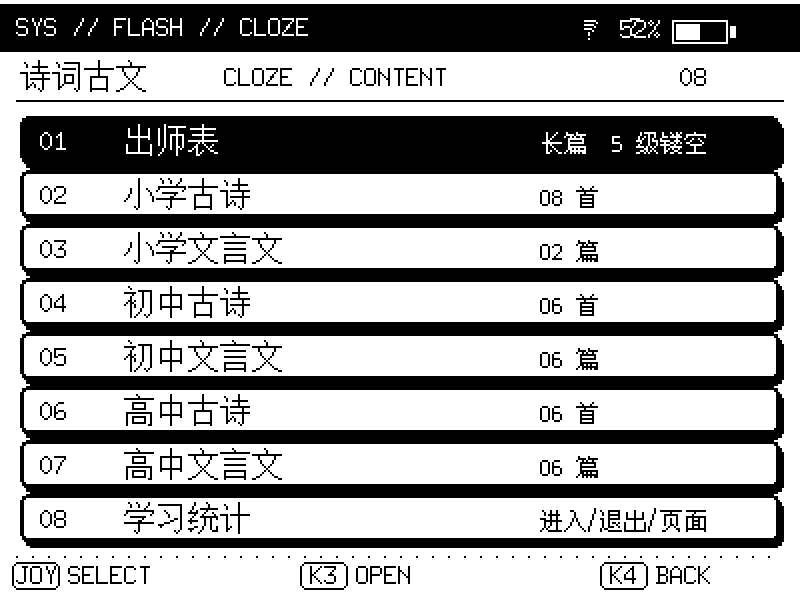 SYS // FLASH // CLOZE 52%
诗词古文 CLOZE // CONTENT 08
01 出师表 长篇 5 级镂空
02 小学古诗 08 首
03 小学文言文 02 篇
04 初中古诗 06 首
05 初中文言文 06 篇
06 高中古诗 06 首
07 高中文言文 06 篇
08 学习统计 进入/退出/页面
JOY SELECT K3 OPEN K4 BACK